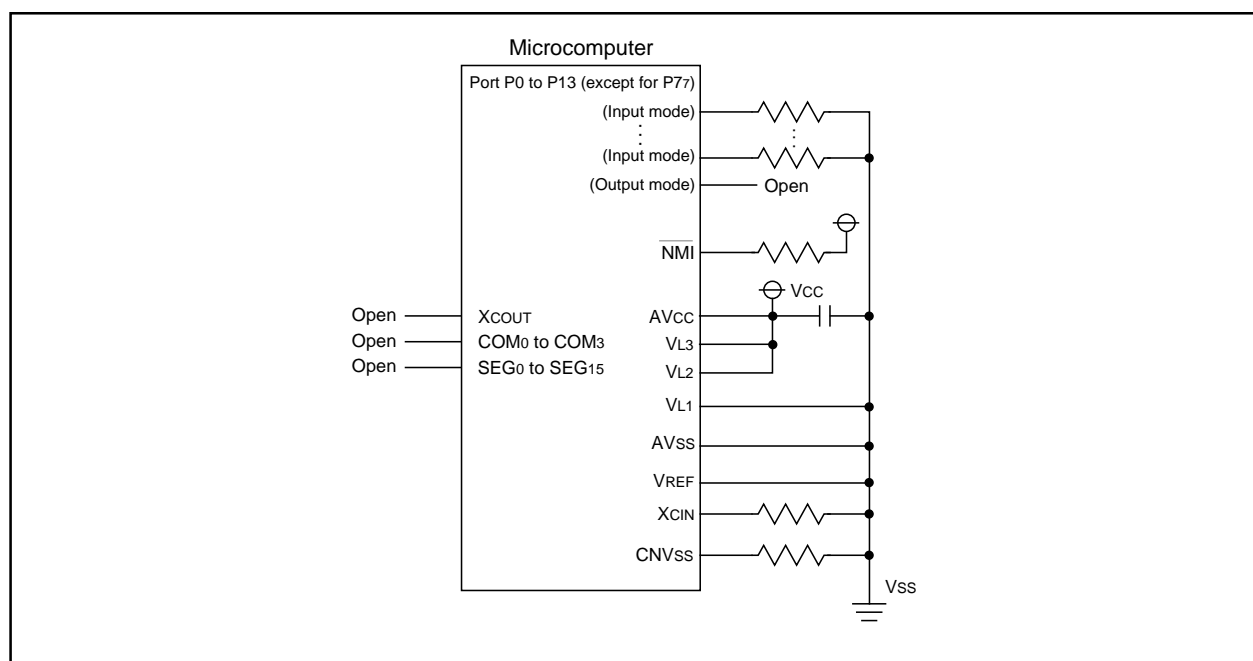 Microcomputer
Port P0 to P13 (except for P77)
(Input mode)
(Input mode)
(Output mode)
Open
NMI
Open
XCOUT
AVCC
VCC
Open
COM0 to COM3
VL3
Open
SEG0 to SEG15
VL2
VL1
AVSS
VREF
XCIN
CNVSS
VSS